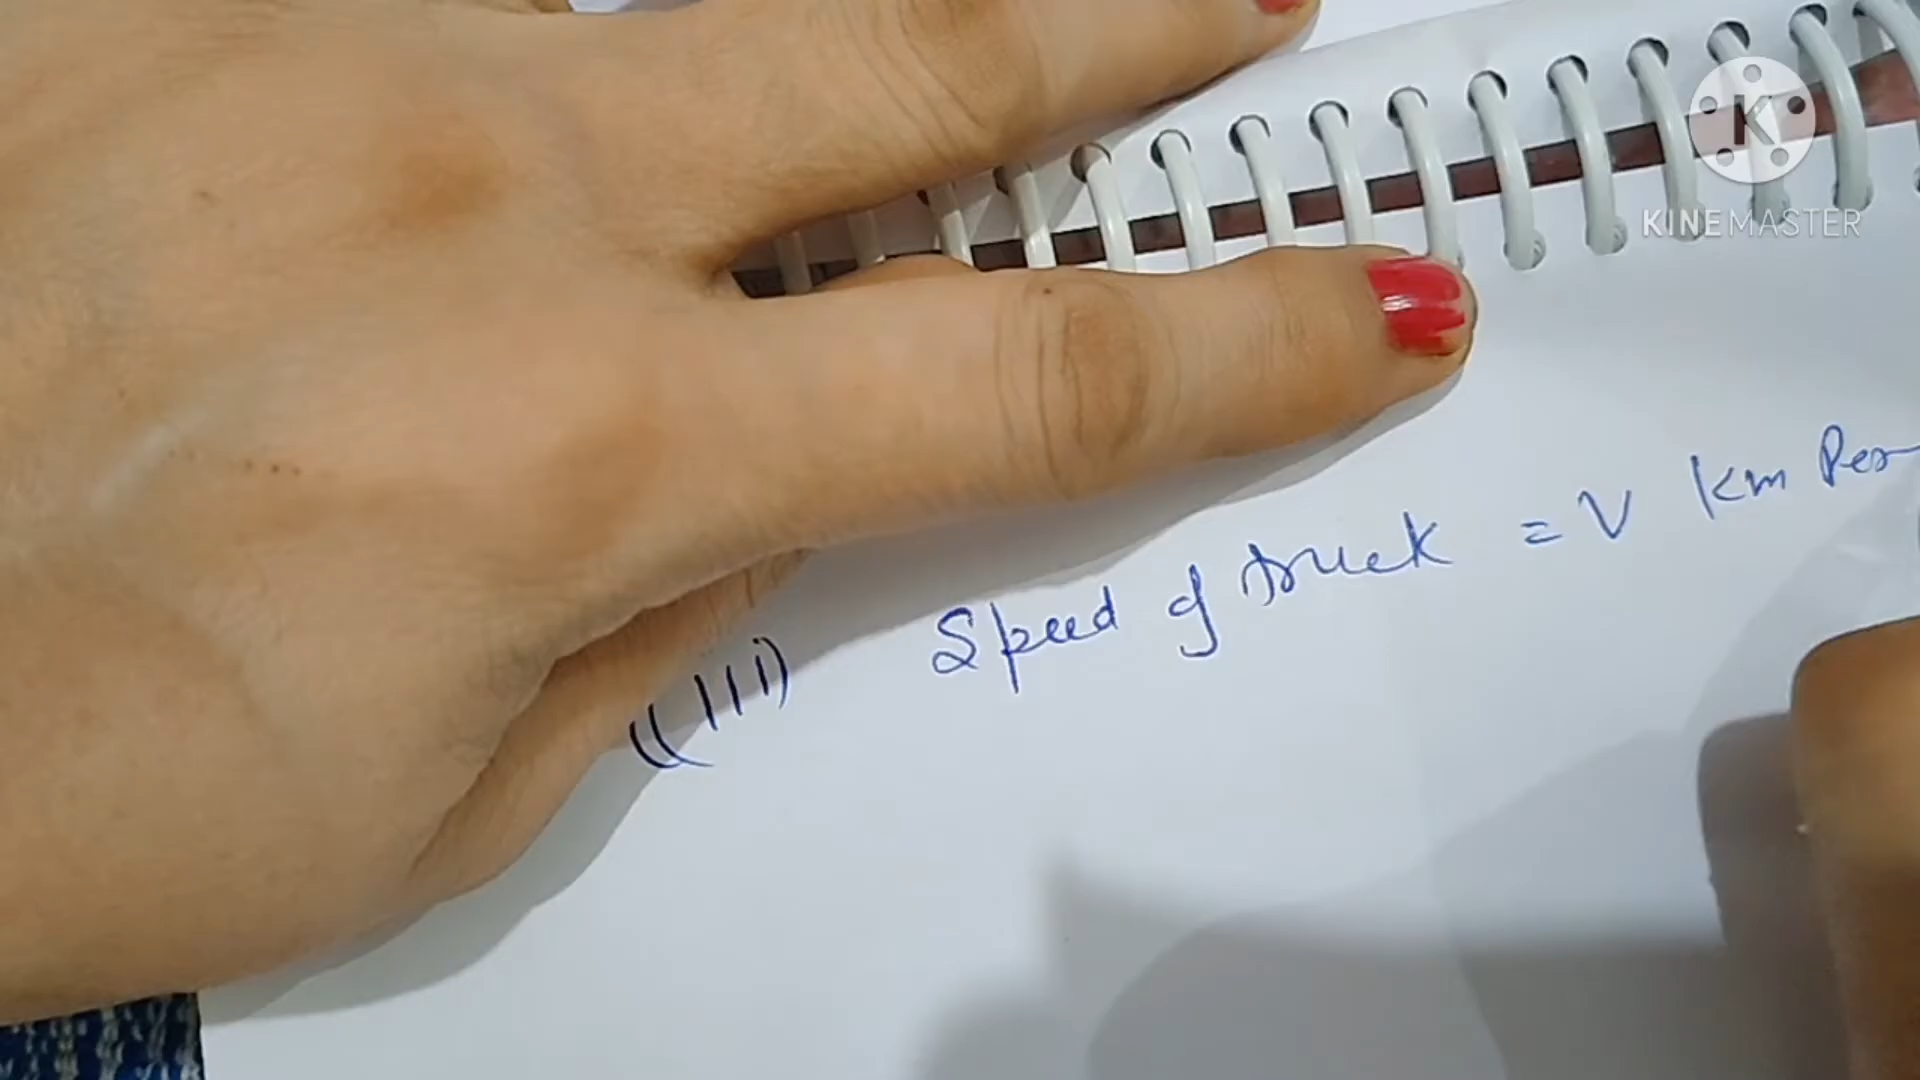 KINEMASTER
(iii) Speed of truck = V Km Per